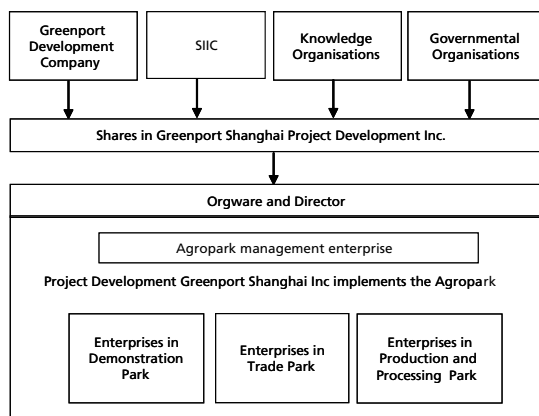 Greenport
Development
Company
SIIC
Knowledge
Organisations
Governmental
Organisations
Shares in Greenport Shanghai Project Development Inc.
Orgware and Director
Agropark management enterprise
Project Development Greenport Shanghai Inc implements the Agropark
Enterprises in
Demonstration
Park
Enterprises in
Trade Park
Enterprises in
Production and
Processing Park